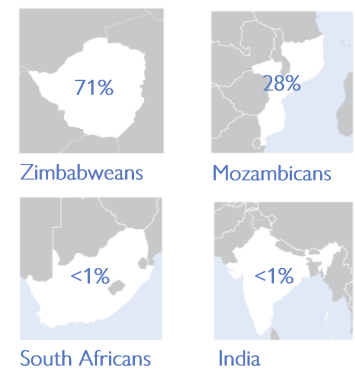 71%
28%
Zimbabweans
Mozambicans
<1%
<1%
South Africans
India